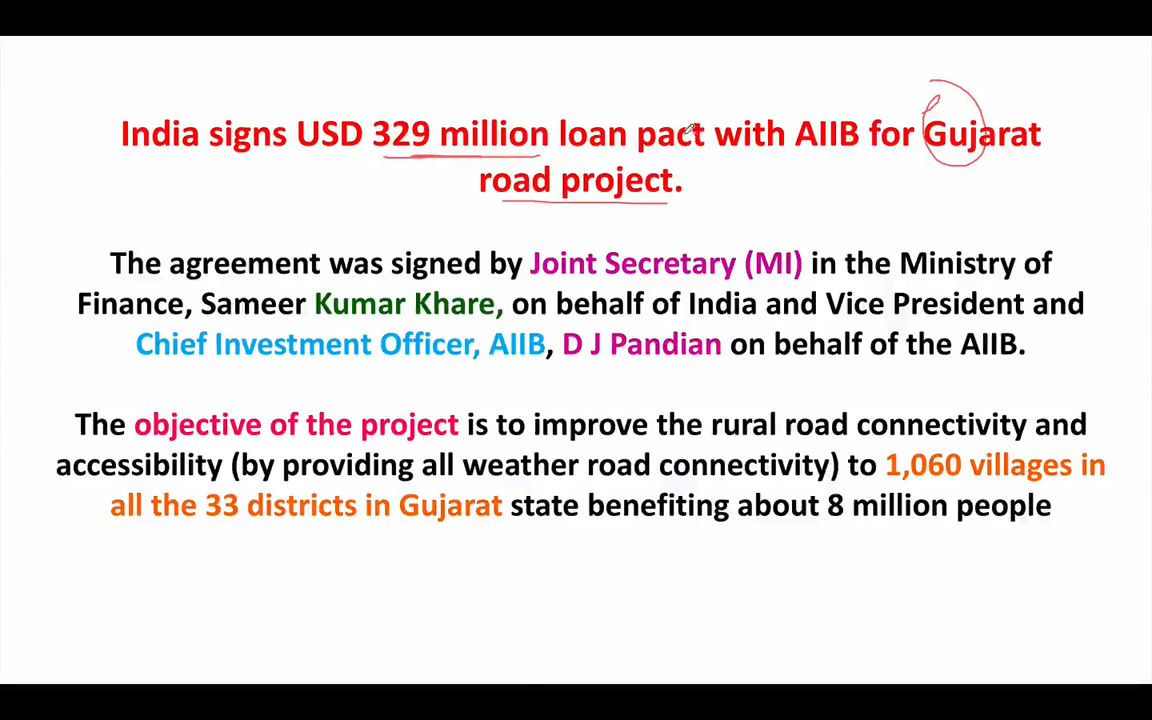 India signs USD 329 million loan pact with AIIB for Gujarat
road project.
The agreement was signed by Joint Secretary (MI) in the Ministry of
Finance, Sameer Kumar Khare, on behalf of India and Vice President and
Chief Investment Officer, AIIB, D J Pandian on behalf of the AIIB.
The objective of the project is to improve the rural road connectivity and
accessibility (by providing all weather road connectivity) to 1,060 villages in
all the 33 districts in Gujarat state benefiting about 8 million people